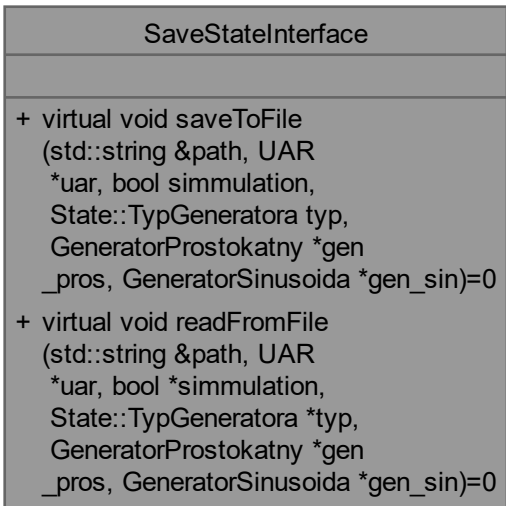 SaveStateInterface
+ virtual void saveToFile
(std::string &path, UAR
*uar, bool simmulation,
State::TypGeneratora typ,
GeneratorProstokatny *gen
_pros, GeneratorSinusoida *gen_sin)=0
+ virtual void readFromFile
(std::string &path, UAR
*uar, bool *simmulation,
State::TypGeneratora *typ,
GeneratorProstokatny *gen
_pros, GeneratorSinusoida *gen_sin)=0